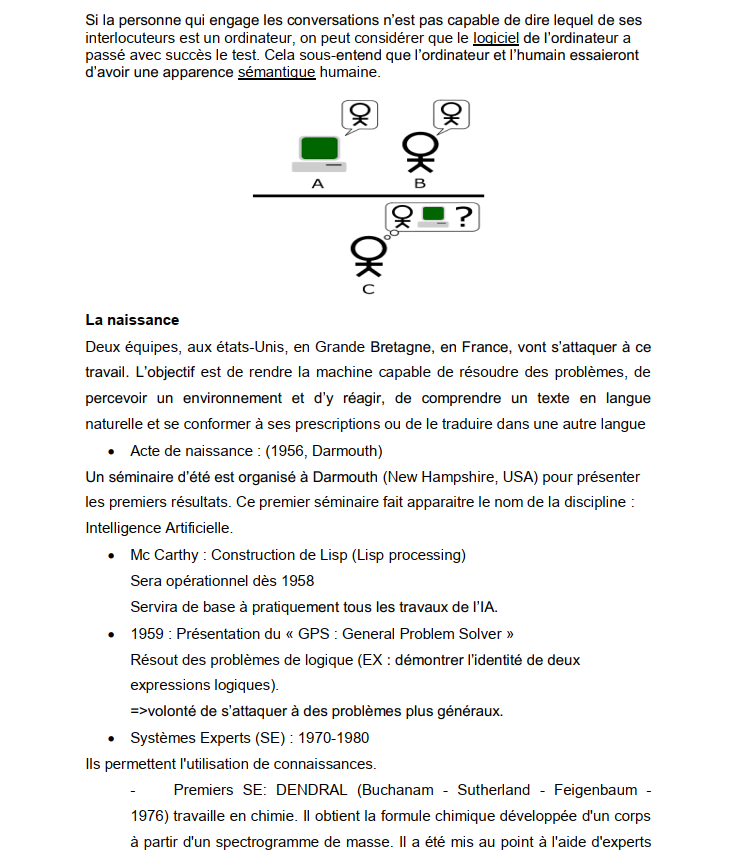 Si la personne qui engage les conversations n’est pas capable de dire lequel de ses
interlocuteurs est un ordinateur, on peut considérer que le logiciel de l’ordinateur a
passé avec succès le test. Cela sous-entend que l’ordinateur et l’humain essaieront
d’avoir une apparence sémantique humaine.
A
B
?
C
La naissance
Deux équipes, aux états-Unis, en Grande Bretagne, en France, vont s’attaquer à ce
travail. L’objectif est de rendre la machine capable de résoudre des problèmes, de
percevoir un environnement et d’y réagir, de comprendre un texte en langue
naturelle et se conformer à ses prescriptions ou de le traduire dans une autre langue
• Acte de naissance : (1956, Darmouth)
Un séminaire d’été est organisé à Darmouth (New Hampshire, USA) pour présenter
les premiers résultats. Ce premier séminaire fait apparaitre le nom de la discipline :
Intelligence Artificielle.
• Mc Carthy : Construction de Lisp (Lisp processing)
Sera opérationnel dès 1958
Servira de base à pratiquement tous les travaux de l’IA.
• 1959 : Présentation du « GPS : General Problem Solver »
Résout des problèmes de logique (EX : démontrer l’identité de deux
expressions logiques).
=>volonté de s’attaquer à des problèmes plus généraux.
• Systèmes Experts (SE) : 1970-1980
Ils permettent l'utilisation de connaissances.
- Premiers SE: DENDRAL (Buchanam - Sutherland - Feigenbaum -
1976) travaille en chimie. Il obtient la formule chimique développée d'un corps
à partir d'un spectrogramme de masse. Il a été mis au point à l'aide d'experts